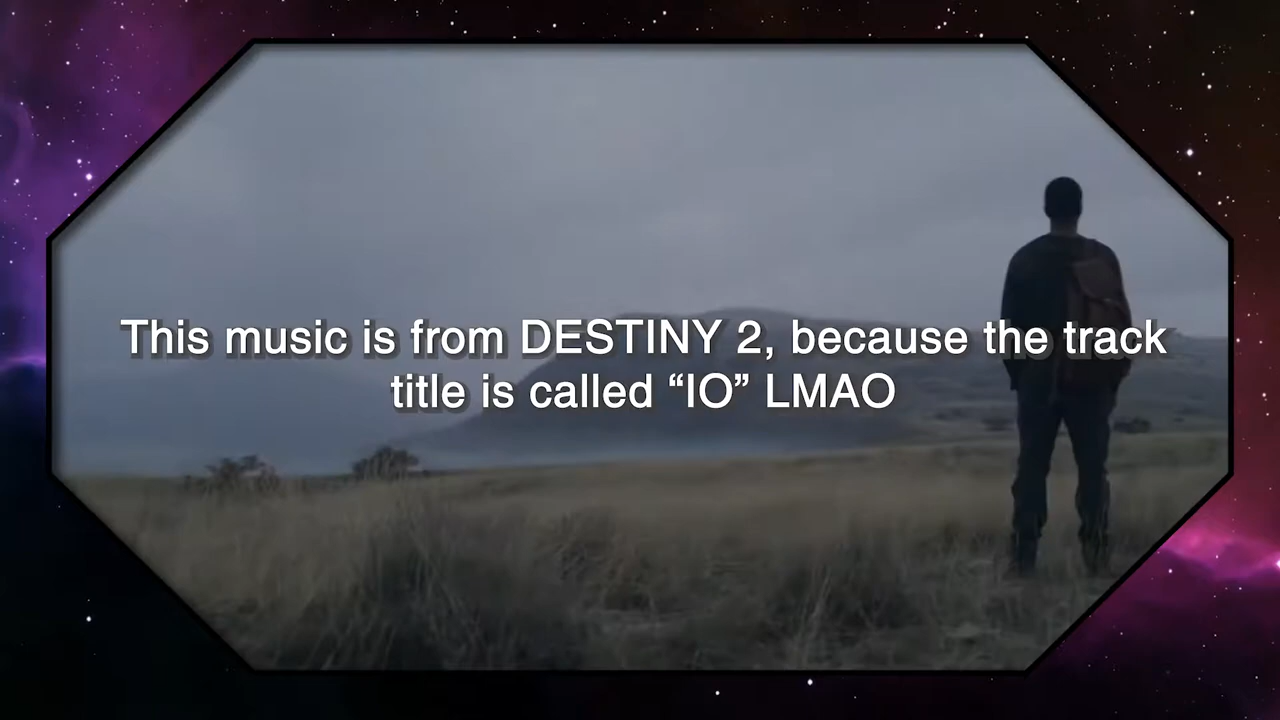 This music is from DESTINY 2, because the track
title is called “IO” LMAO